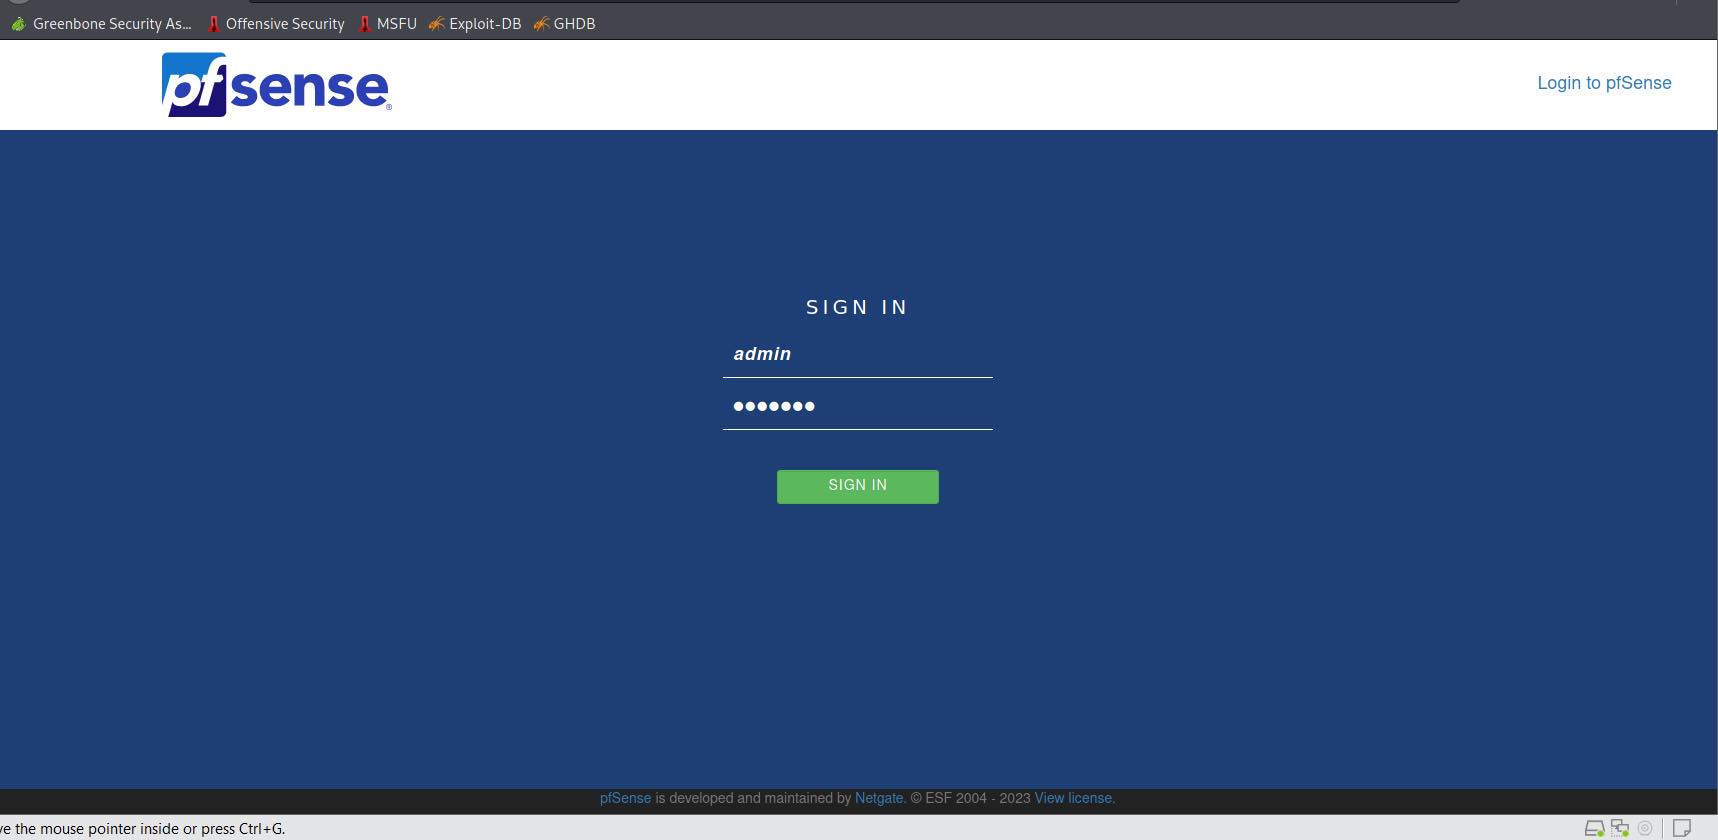 Greenbone Security As... Offensive Security MSFU Exploit-DB GHDB
pfsense®
Login to pfSense
SIGN IN
admin
●●●●●●●
SIGN IN
pfSense is developed and maintained by Netgate. © ESF 2004 - 2023 View license.
ve the mouse pointer inside or press Ctrl+G.